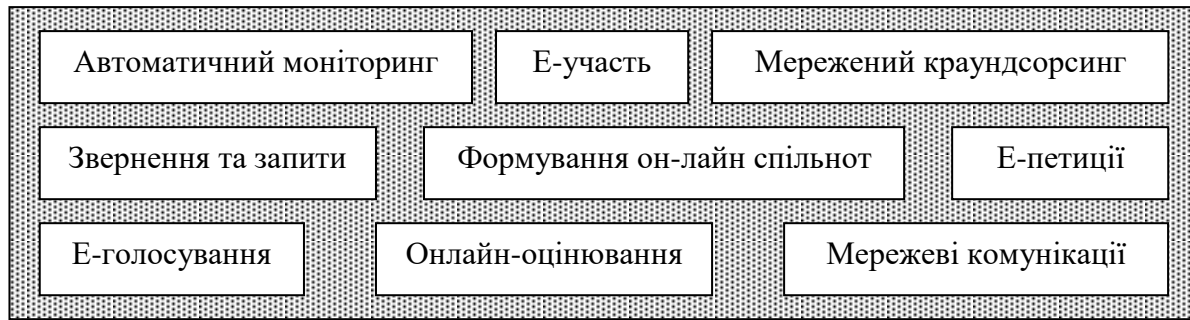 Автоматичний моніторинг
Е-участь
Мережений краундсорсинг
Звернення та запити
Формування он-лайн спільнот
Е-петиції
Е-голосування
Онлайн-оцінювання
Мережеві комунікації